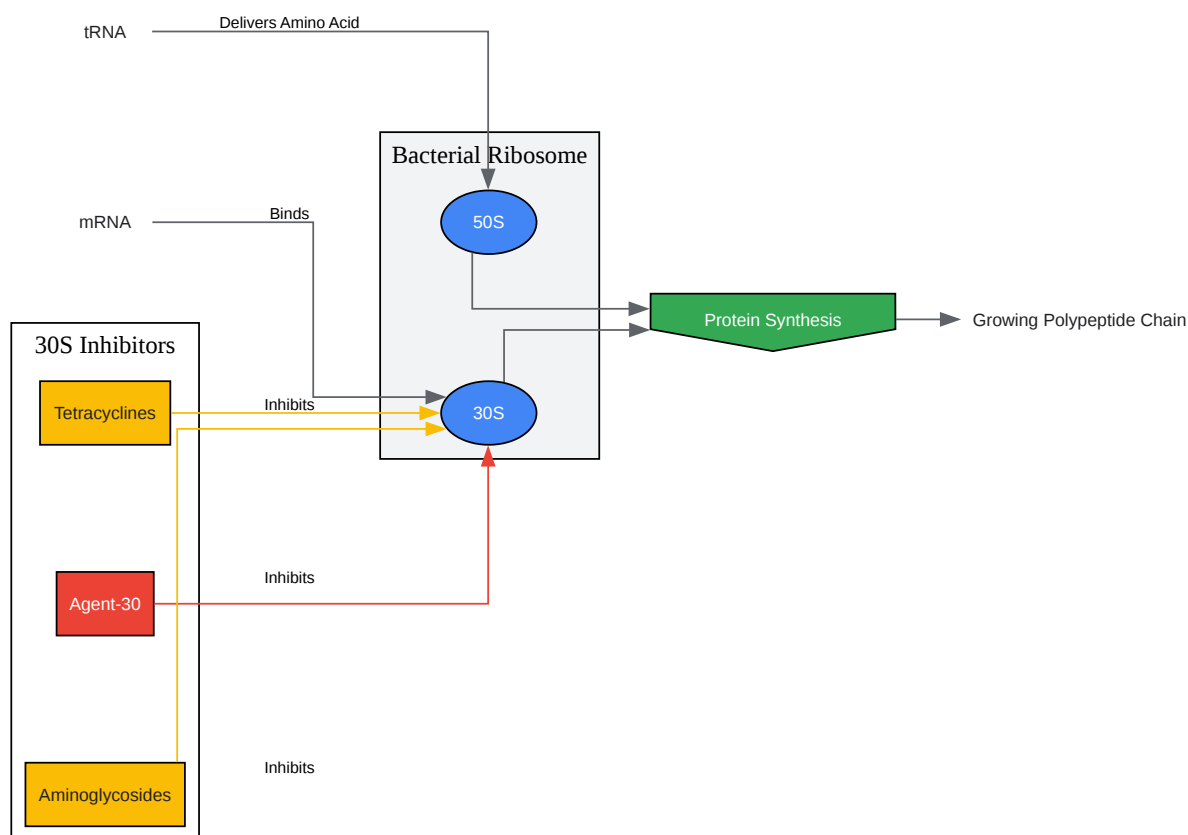 Delivers Amino Acid
tRNA
Bacterial Ribosome
Binds
mRNA
50S
Protein Synthesis
Growing Polypeptide Chain
30S Inhibitors
Tetracyclines
Inhibits
30S
Inhibits
Agent-30
Inhibits
Aminoglycosides